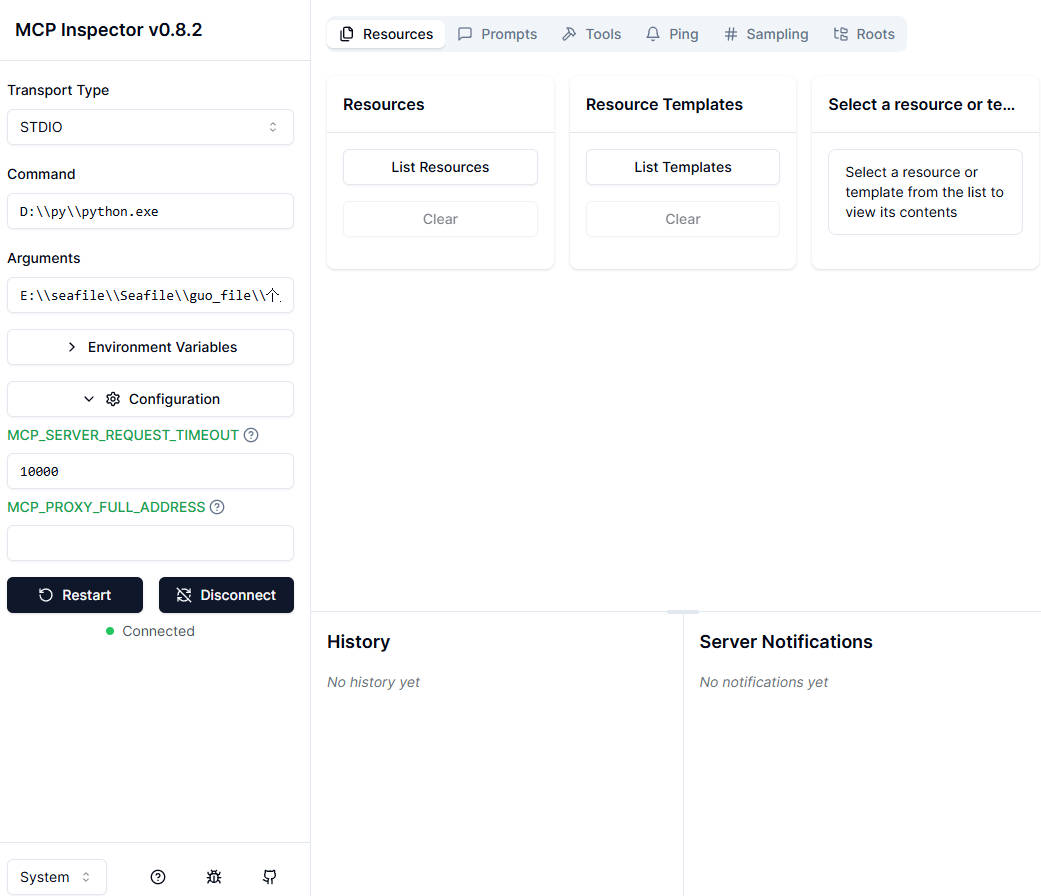 MCP Inspector v0.8.2
Transport Type
STDIO
Command
D:\\py\\python.exe
Arguments
E:\\seafile\\Seafile\\guo_file\\个
Environment Variables
Configuration
MCP_SERVER_REQUEST_TIMEOUT
10000
MCP_PROXY_FULL_ADDRESS
Restart
Disconnect
Connected
System
Resources
Prompts
Tools
Ping
Sampling
Roots
Resources
List Resources
Clear
Resource Templates
List Templates
Clear
Select a resource or te...
Select a resource or
template from the list to
view its contents
History
No history yet
Server Notifications
No notifications yet